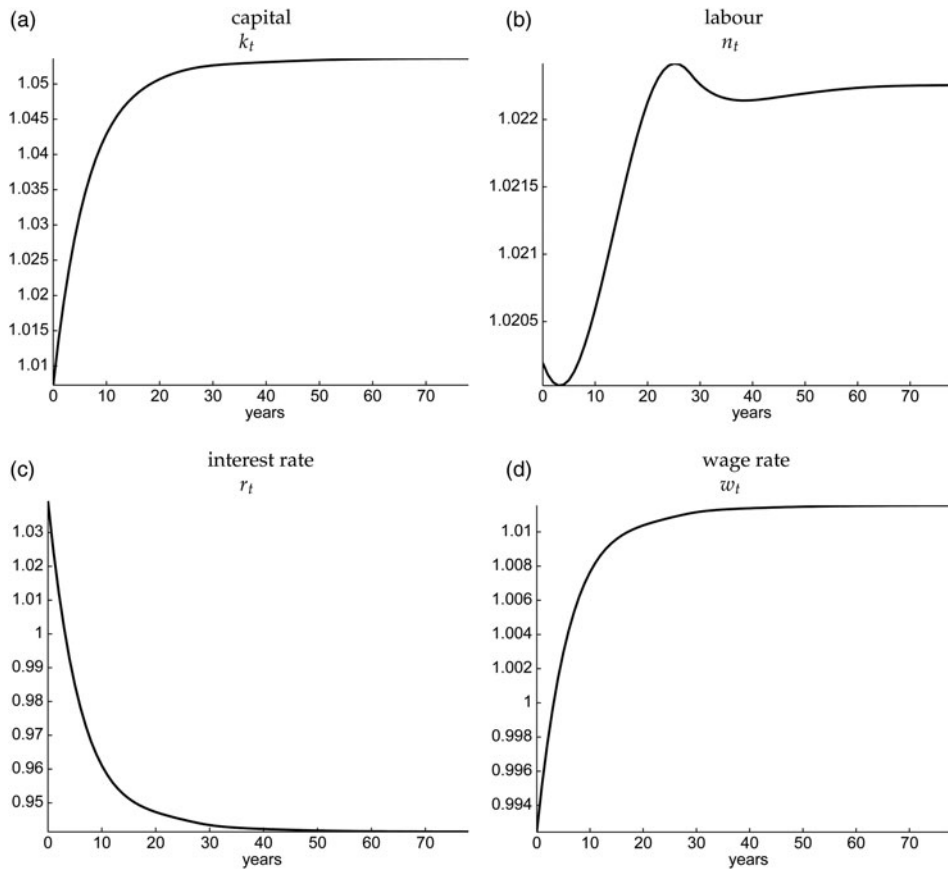 (a)
capital
k_t
1.05
1.045
1.04
1.035
1.03
1.025
1.02
1.015
1.01
0 10 20 30 40 50 60 70
years
(b)
labour
n_t
1.022
1.0215
1.021
1.0205
0 10 20 30 40 50 60 70
years
(c)
interest rate
r_t
1.03
1.02
1.01
1
0.99
0.98
0.97
0.96
0.95
0 10 20 30 40 50 60 70
years
(d)
wage rate
w_t
1.01
1.008
1.006
1.004
1.002
1
0.998
0.996
0.994
0 10 20 30 40 50 60 70
years